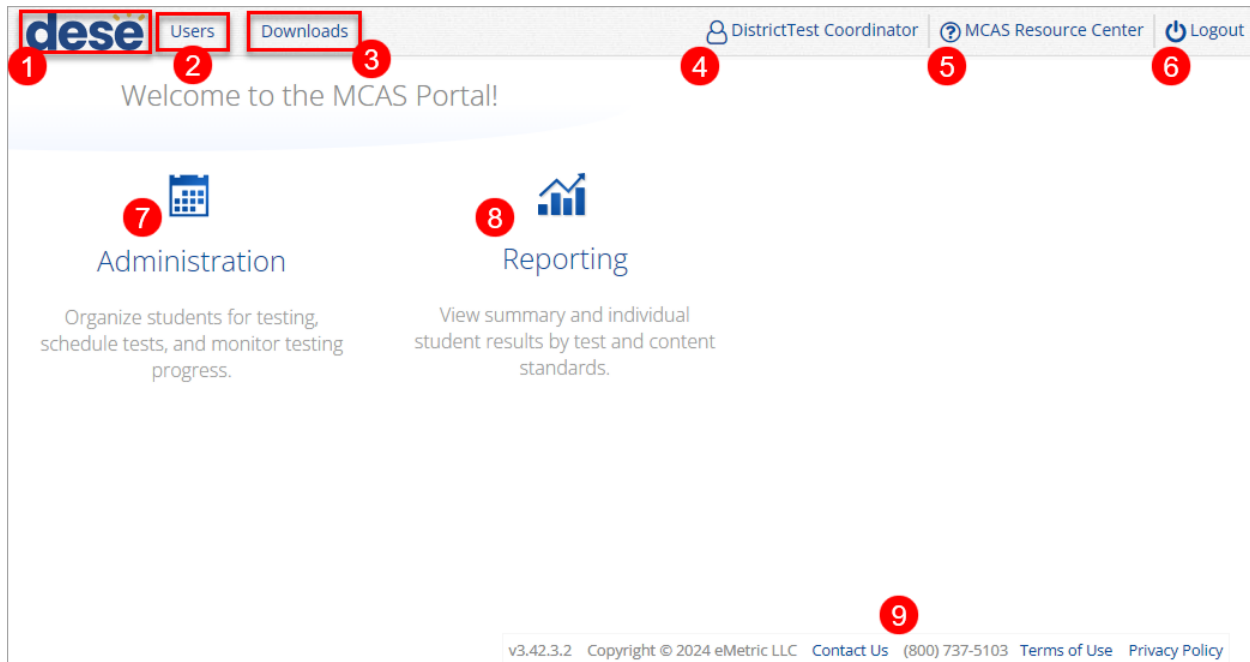 dese Users Downloads DistrictTest Coordinator ? MCAS Resource Center Logout
1 2 3 4 5 6
Welcome to the MCAS Portal!
7 8
Administration Reporting
Organize students for testing, View summary and individual
schedule tests, and monitor testing student results by test and content
progress. standards.
9
v3.42.3.2 Copyright © 2024 eMetric LLC Contact Us (800) 737-5103 Terms of Use Privacy Policy